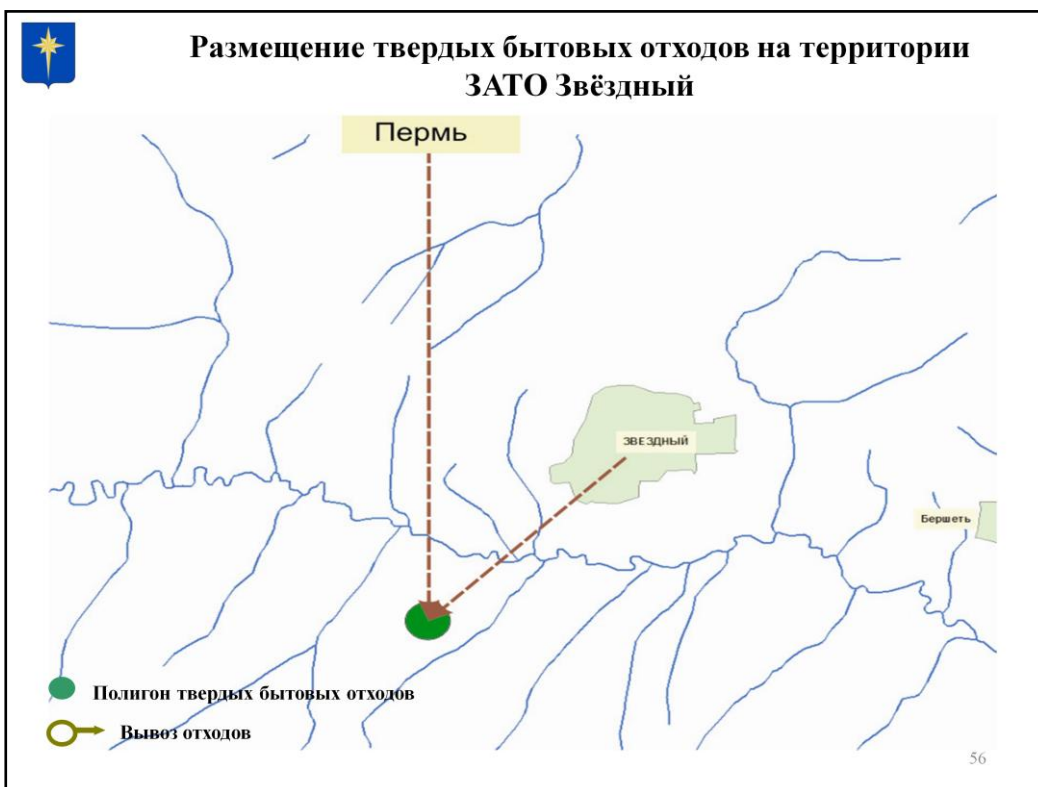 Размещение твердых бытовых отходов на территории
ЗАТО Звёздный
Пермь
ЗВЕЗДНЫЙ
Бершеть
Полигон твердых бытовых отходов
Вывоз отходов
56